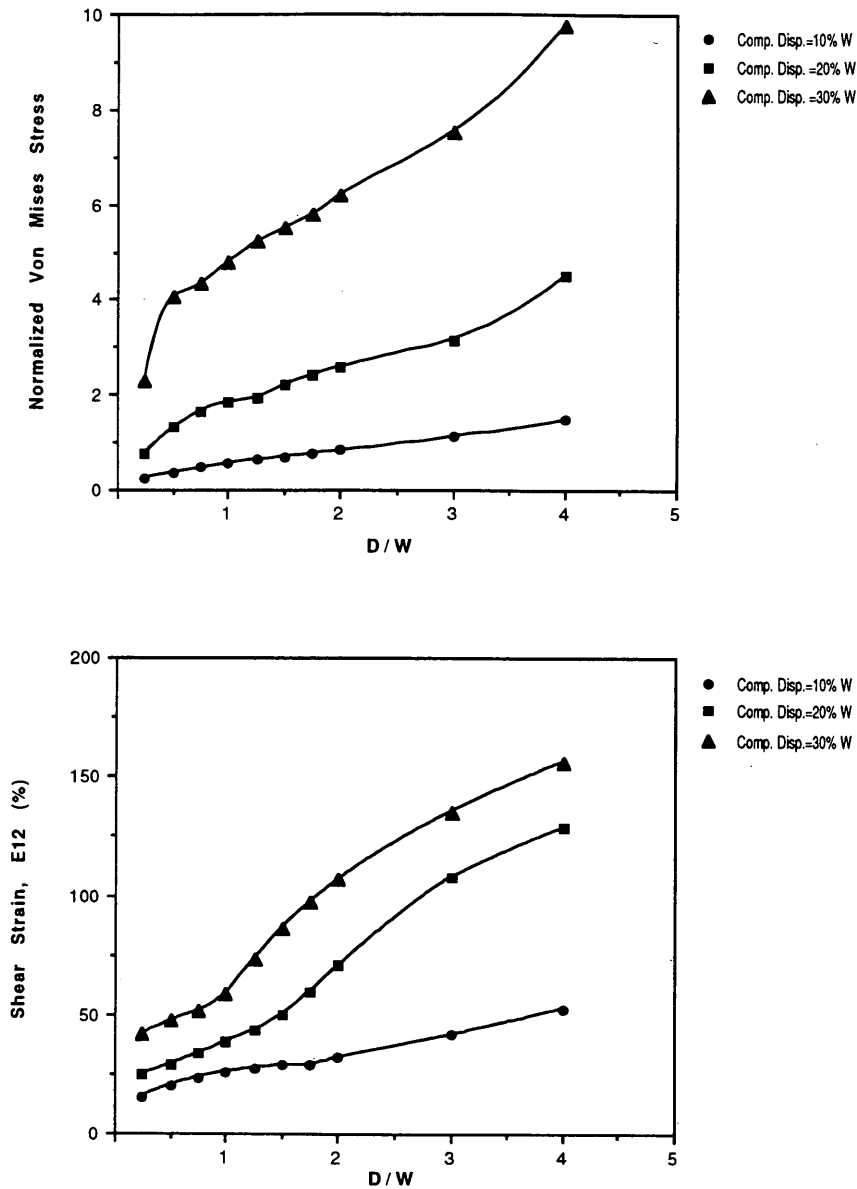 10
8
6
4
2
0
Normalized Von Mises Stress
1
2
3
4
5
D / W
Comp. Disp.=10% W
Comp. Disp. =20% W
Comp. Disp.=30% W
200
150
100
50
0
Shear Strain, E12 (%)
1
2
3
4
5
D / W
Comp. Disp.=10% W
Comp. Disp.=20% W
Comp. Disp.=30% W